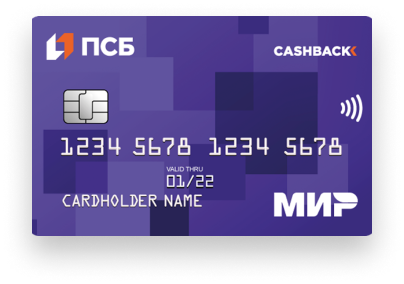 ПСБ
CASHBACK
1234 5678 1234 5678
VALID THRU
01/22
CARDHOLDER NAME
МИР